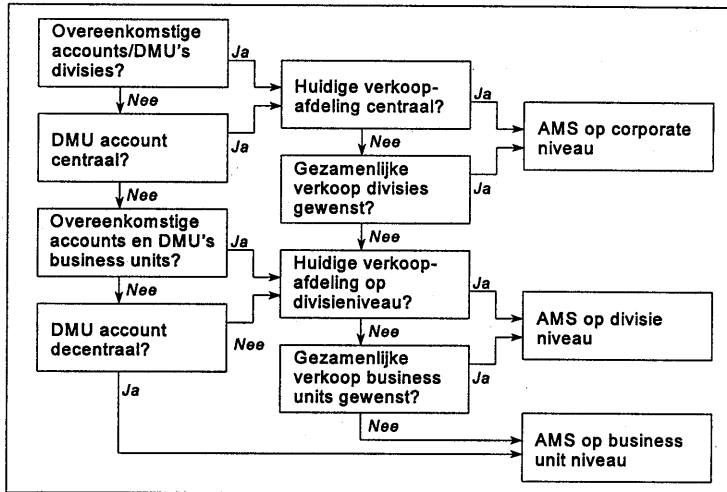 Overeenkomstige
accounts/DMU's
divisies?
Ja
Nee
DMU account
centraal?
Ja
Nee
Overeenkomstige
accounts en DMU's
business units?
Ja
Nee
DMU account
decentraal?
Nee
Ja
Huidige verkoop-
afdeling centraal?
Ja
Nee
Gezamenlijke
verkoop divisies
gewenst?
Ja
Nee
Huidige verkoop-
afdeling op
divisieniveau?
Ja
Nee
Gezamenlijke
verkoop business
units gewenst?
Ja
Nee
AMS op corporate
niveau
AMS op divisie
niveau
AMS op business
unit niveau